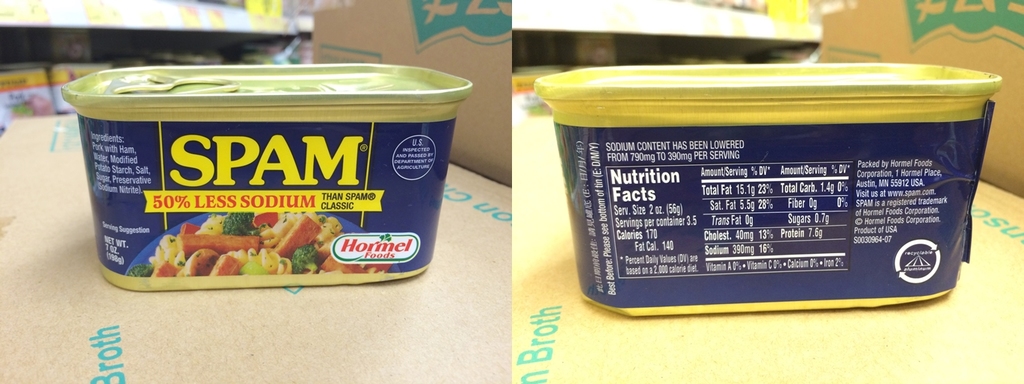 Ingredients:
Pork with Ham,
Water, Modified
Potato Starch, Salt,
Sugar, Preservative
(Sodium Nitrite)
SPAM®
50% LESS SODIUM THAN SPAM® CLASSIC
U.S.
INSPECTED
AND PASSED BY
DEPARTMENT OF
AGRICULTURE
Serving Suggestion
NET WT.
7 OZ
(198g)
Hormel
Foods
Broth
on
SODIUM CONTENT HAS BEEN LOWERED
FROM 790mg TO 390mg PER SERVING
Nutrition
Facts
Serv. Size 2 oz. (56g)
Servings per container 3.5
Calories 170
Fat Cal. 140
* Percent Daily Values (DV) are
based on a 2,000 calorie diet.
Amount/Serving % DV* Amount/Serving % DV*
Total Fat 15.1g 23% Total Carb. 1.4g 0%
Sat. Fat 5.5g 28% Fiber 0g 0%
Trans Fat 0g Sugars 0.7g
Cholest. 40mg 13% Protein 7.6g
Sodium 390mg 16%
Vitamin A 0% • Vitamin C 0% • Calcium 0% • Iron 2%
Packed by Hormel Foods
Corporation, 1 Hormel Place,
Austin, MN 55912 USA.
Visit us at www.spam.com.
SPAM is a registered trademark
of Hormel Foods Corporation.
© Hormel Foods Corporation.
Product of USA
S0030964-07
recyclable
aluminum
Best Before: Please see bottom of tin (E: D/M/Y)
n Broth